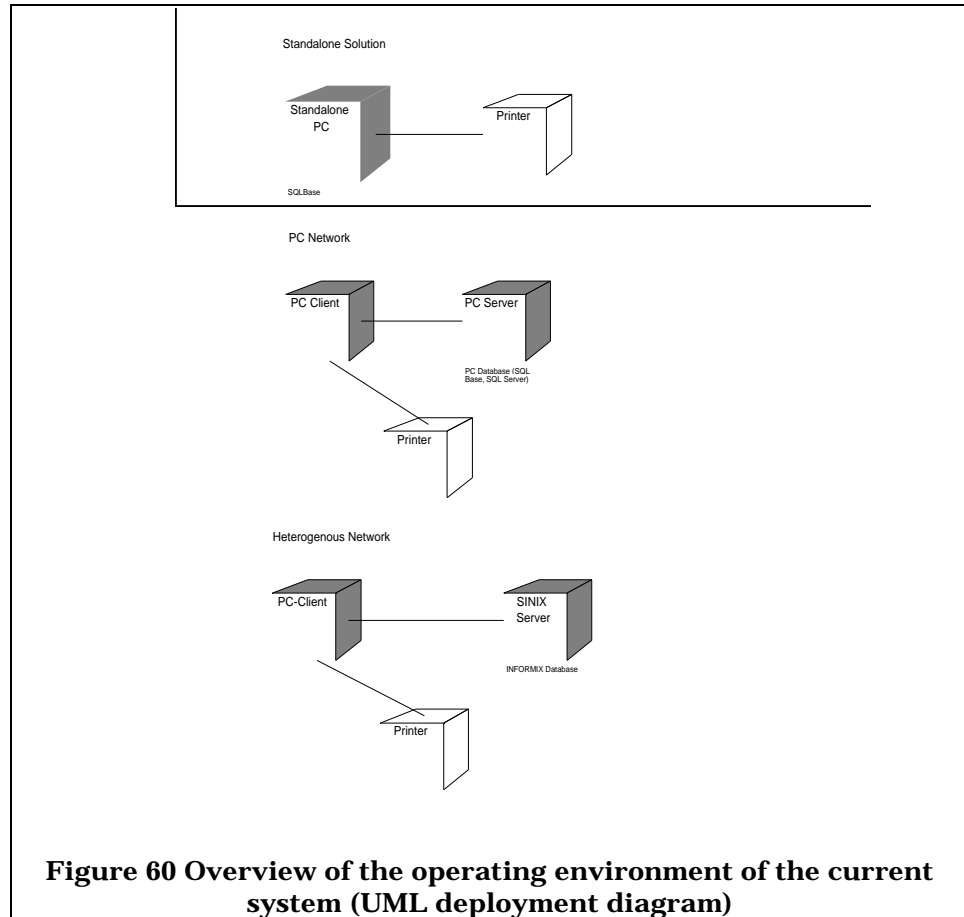 Standalone Solution
Standalone
PC
Printer
SQLBase
PC Network
PC Client
PC Server
PC Database (SQL
Base, SQL Server)
Printer
Heterogenous Network
PC-Client
SINIX
Server
INFORMIX Database
Printer
Figure 60 Overview of the operating environment of the current
system (UML deployment diagram)